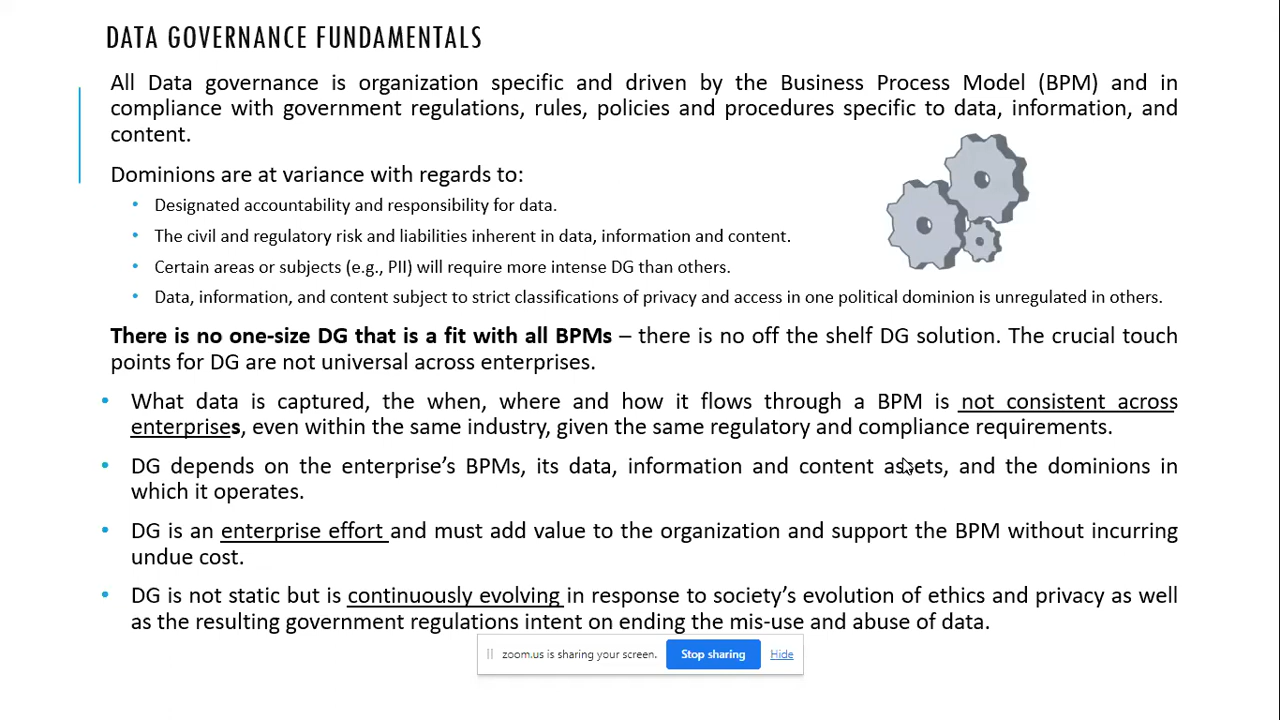 DATA GOVERNANCE FUNDAMENTALS
All Data governance is organization specific and driven by the Business Process Model (BPM) and in
compliance with government regulations, rules, policies and procedures specific to data, information, and
content.
Dominions are at variance with regards to:
• Designated accountability and responsibility for data.
• The civil and regulatory risk and liabilities inherent in data, information and content.
• Certain areas or subjects (e.g., PII) will require more intense DG than others.
• Data, information, and content subject to strict classifications of privacy and access in one political dominion is unregulated in others.
There is no one-size DG that is a fit with all BPMs – there is no off the shelf DG solution. The crucial touch
points for DG are not universal across enterprises.
• What data is captured, the when, where and how it flows through a BPM is not consistent across
enterprises, even within the same industry, given the same regulatory and compliance requirements.
• DG depends on the enterprise’s BPMs, its data, information and content assets, and the dominions in
which it operates.
• DG is an enterprise effort and must add value to the organization and support the BPM without incurring
undue cost.
• DG is not static but is continuously evolving in response to society’s evolution of ethics and privacy as well
as the resulting government regulations intent on ending the mis-use and abuse of data.
zoom.us is sharing your screen. Stop sharing Hide